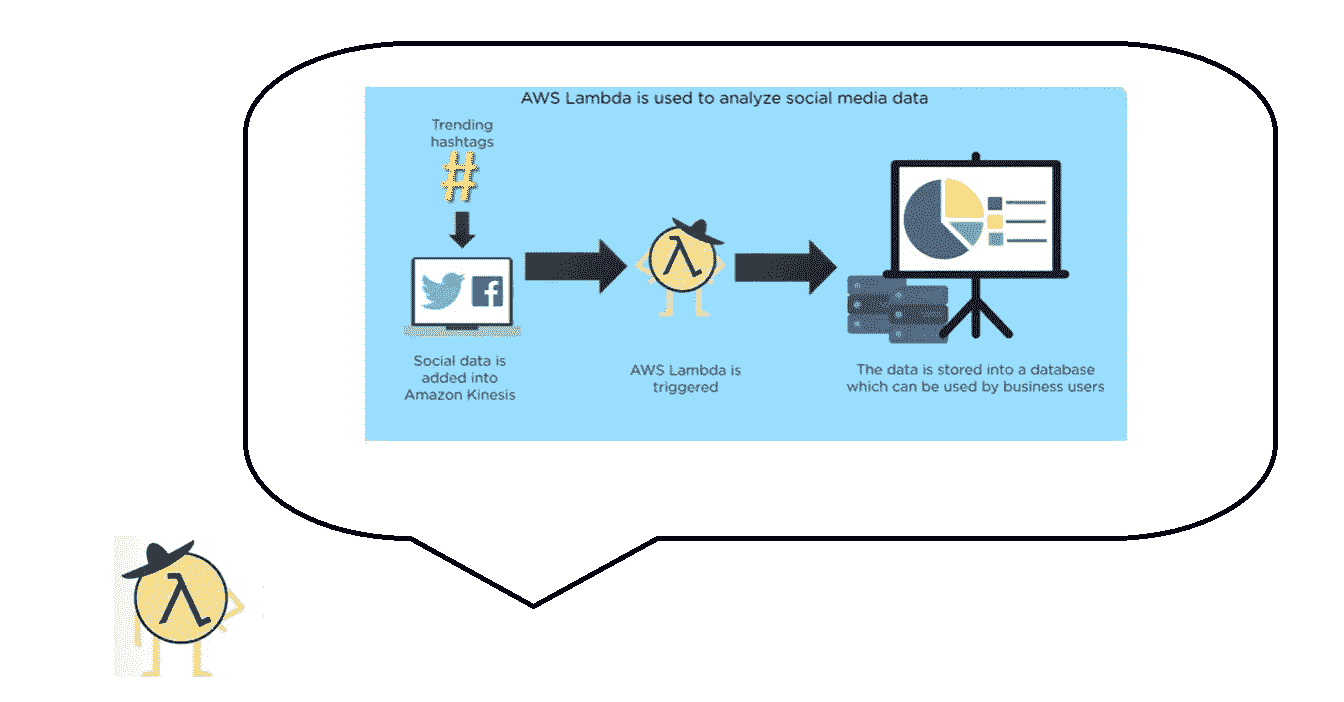 AWS Lambda is used to analyze social media data
Trending
hashtags
#
f
λ
Social data is
added into
Amazon Kinesis
AWS Lambda is
triggered
The data is stored into a database
which can be used by business users
λ